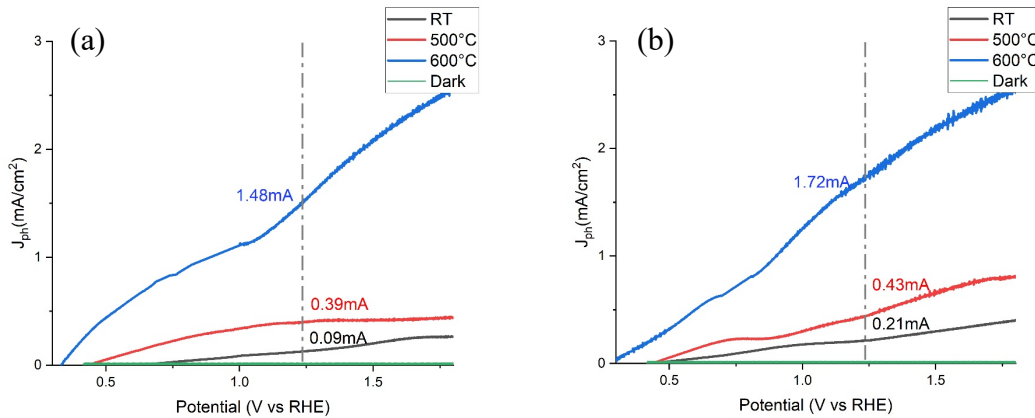 (a)
RT
500°C
600°C
Dark
3
2
1
0
J_ph(mA/cm²)
1.48mA
0.39mA
0.09mA
0.5
1.0
1.5
Potential (V vs RHE)
(b)
RT
500°C
600°C
Dark
3
2
1
0
J_ph(mA/cm²)
1.72mA
0.43mA
0.21mA
0.5
1.0
1.5
Potential (V vs RHE)